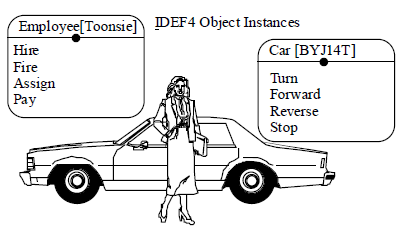 Employee[Toonsie]
Hire
Fire
Assign
Pay
IDEF4 Object Instances
Car [BYJ14T]
Turn
Forward
Reverse
Stop